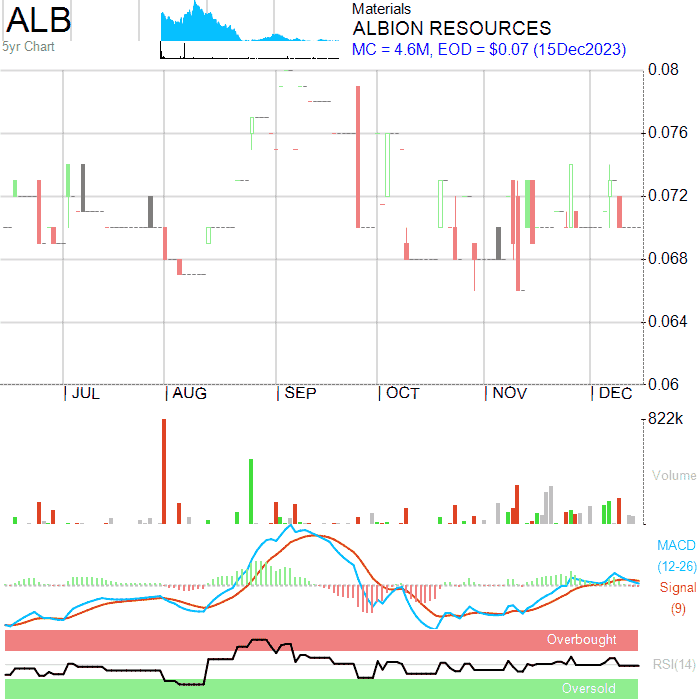 ALB
5yr Chart
Materials
ALBION RESOURCES
MC = 4.6M, EOD = $0.07 (15Dec2023)
0.08
0.076
0.072
0.068
0.064
0.06
JUL AUG SEP OCT NOV DEC
822k
Volume
MACD
(12-26)
Signal
(9)
Overbought
RSI(14)
Oversold